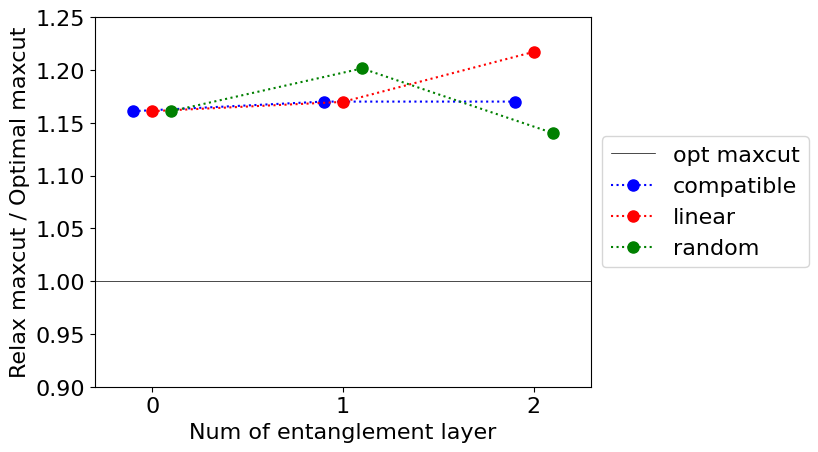 Relax maxcut / Optimal maxcut
1.25
1.20
1.15
1.10
1.05
1.00
0.95
0.90
0 1 2
Num of entanglement layer
opt maxcut
compatible
linear
random